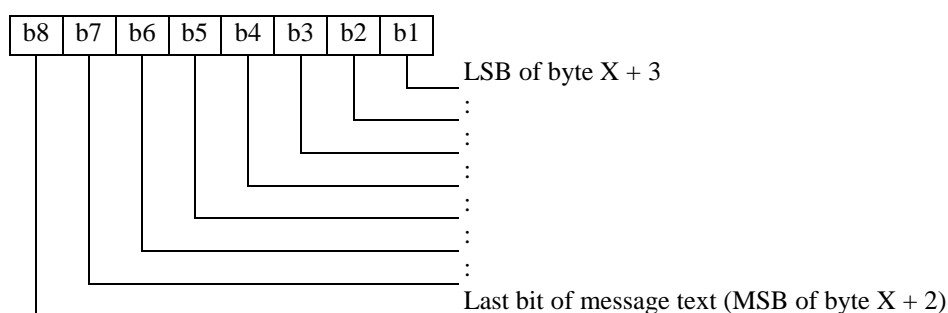 b8 b7 b6 b5 b4 b3 b2 b1
LSB of byte X + 3
:
:
:
:
:
:
Last bit of message text (MSB of byte X + 2)